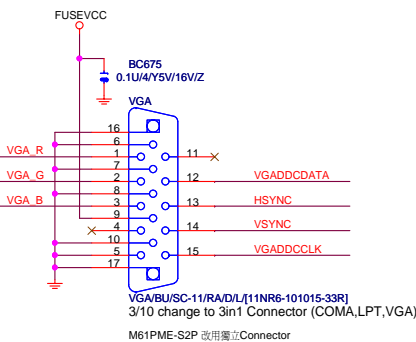 FUSEVCC
BC675
0.1U/4/Y5V/16V/Z
VGA
16
6
VGA_R 1 11
7
VGA_G 2 12 VGADDCDATA
8
VGA_B 3 13 HSYNC
9
4 14 VSYNC
10
5 15 VGADDCCLK
17
VGA/BU/SC-11/RA/D/L/[11NR6-101015-33R]
3/10 change to 3in1 Connector (COMA,LPT,VGA)
M61PME-S2P 改用獨立Connector